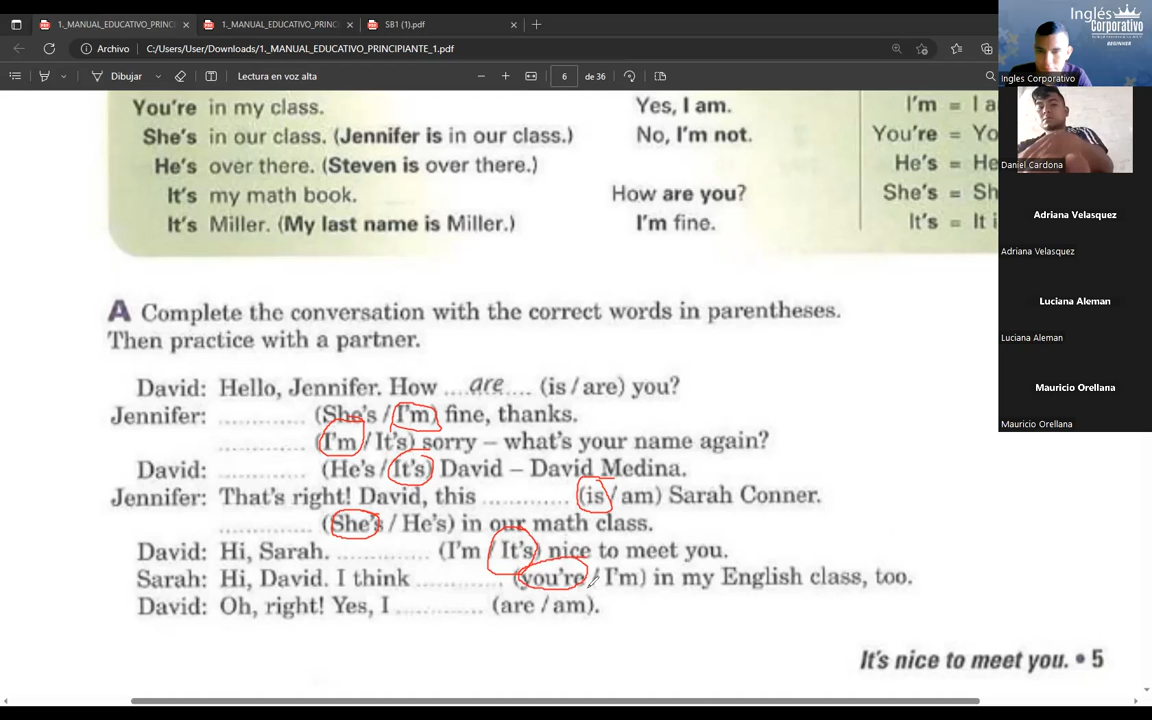 1._MANUAL_EDUCATIVO_PRINCI
1._MANUAL_EDUCATIVO_PRINCI
SB1 (1).pdf
Archivo
C:/Users/User/Downloads/1._MANUAL_EDUCATIVO_PRINCIPIANTE_1.pdf
Dibujar
Lectura en voz alta
6
de 36
You're in my class.
She's in our class. (Jennifer is in our class.)
He's over there. (Steven is over there.)
It's my math book.
It's Miller. (My last name is Miller.)
Yes, I am.
No, I'm not.
How are you?
I'm fine.
I'm = I a
You're = Yo
He's = He
She's = Sh
It's = It i
A Complete the conversation with the correct words in parentheses.
Then practice with a partner.
David: Hello, Jennifer. How ....are.... (is / are) you?
Jennifer: ............ (She's / I'm) fine, thanks.
............ (I'm / It's) sorry – what's your name again?
David: ............ (He's / It's) David – David Medina.
Jennifer: That's right! David, this ............ (is / am) Sarah Conner.
............ (She's / He's) in our math class.
David: Hi, Sarah. ............ (I'm / It's) nice to meet you.
Sarah: Hi, David. I think ............ (you're / I'm) in my English class, too.
David: Oh, right! Yes, I ............ (are / am).
It's nice to meet you. • 5
Inglés
Corporativo
BEGINNER
Ingles Corporativo
Daniel Cardona
Adriana Velasquez
Adriana Velasquez
Luciana Aleman
Luciana Aleman
Mauricio Orellana
Mauricio Orellana